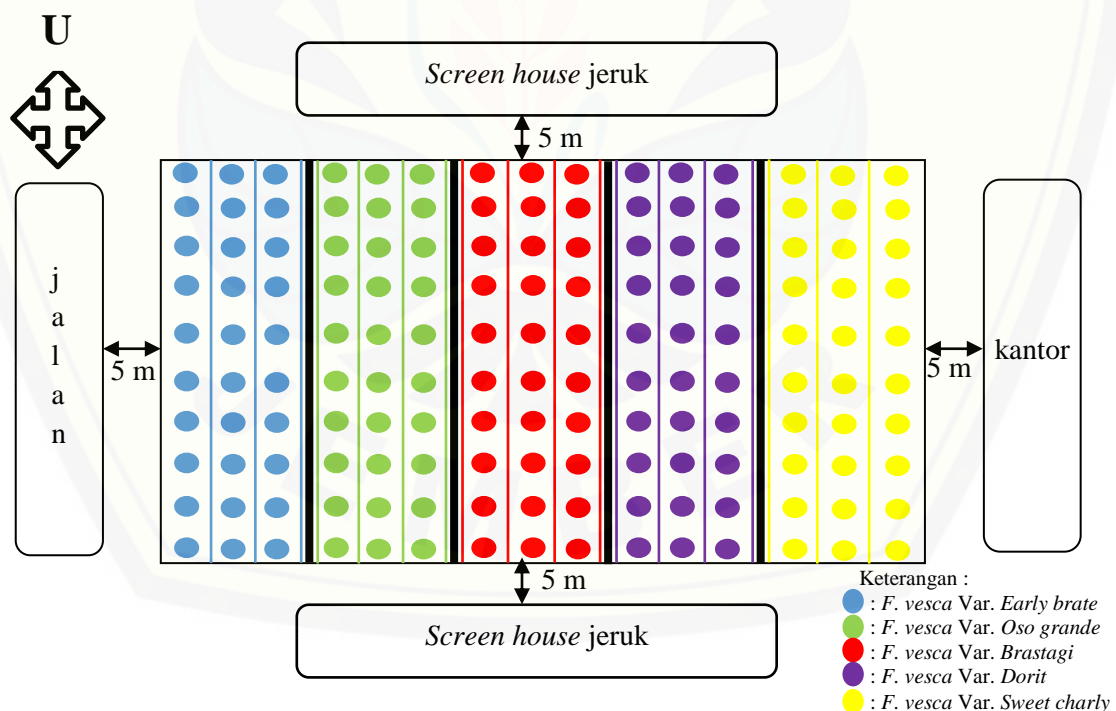 U
Screen house jeruk
5 m
jalan
5 m
5 m
kantor
5 m
Screen house jeruk
Keterangan :
: F. vesca Var. Early brate
: F. vesca Var. Oso grande
: F. vesca Var. Brastagi
: F. vesca Var. Dorit
: F. vesca Var. Sweet charly